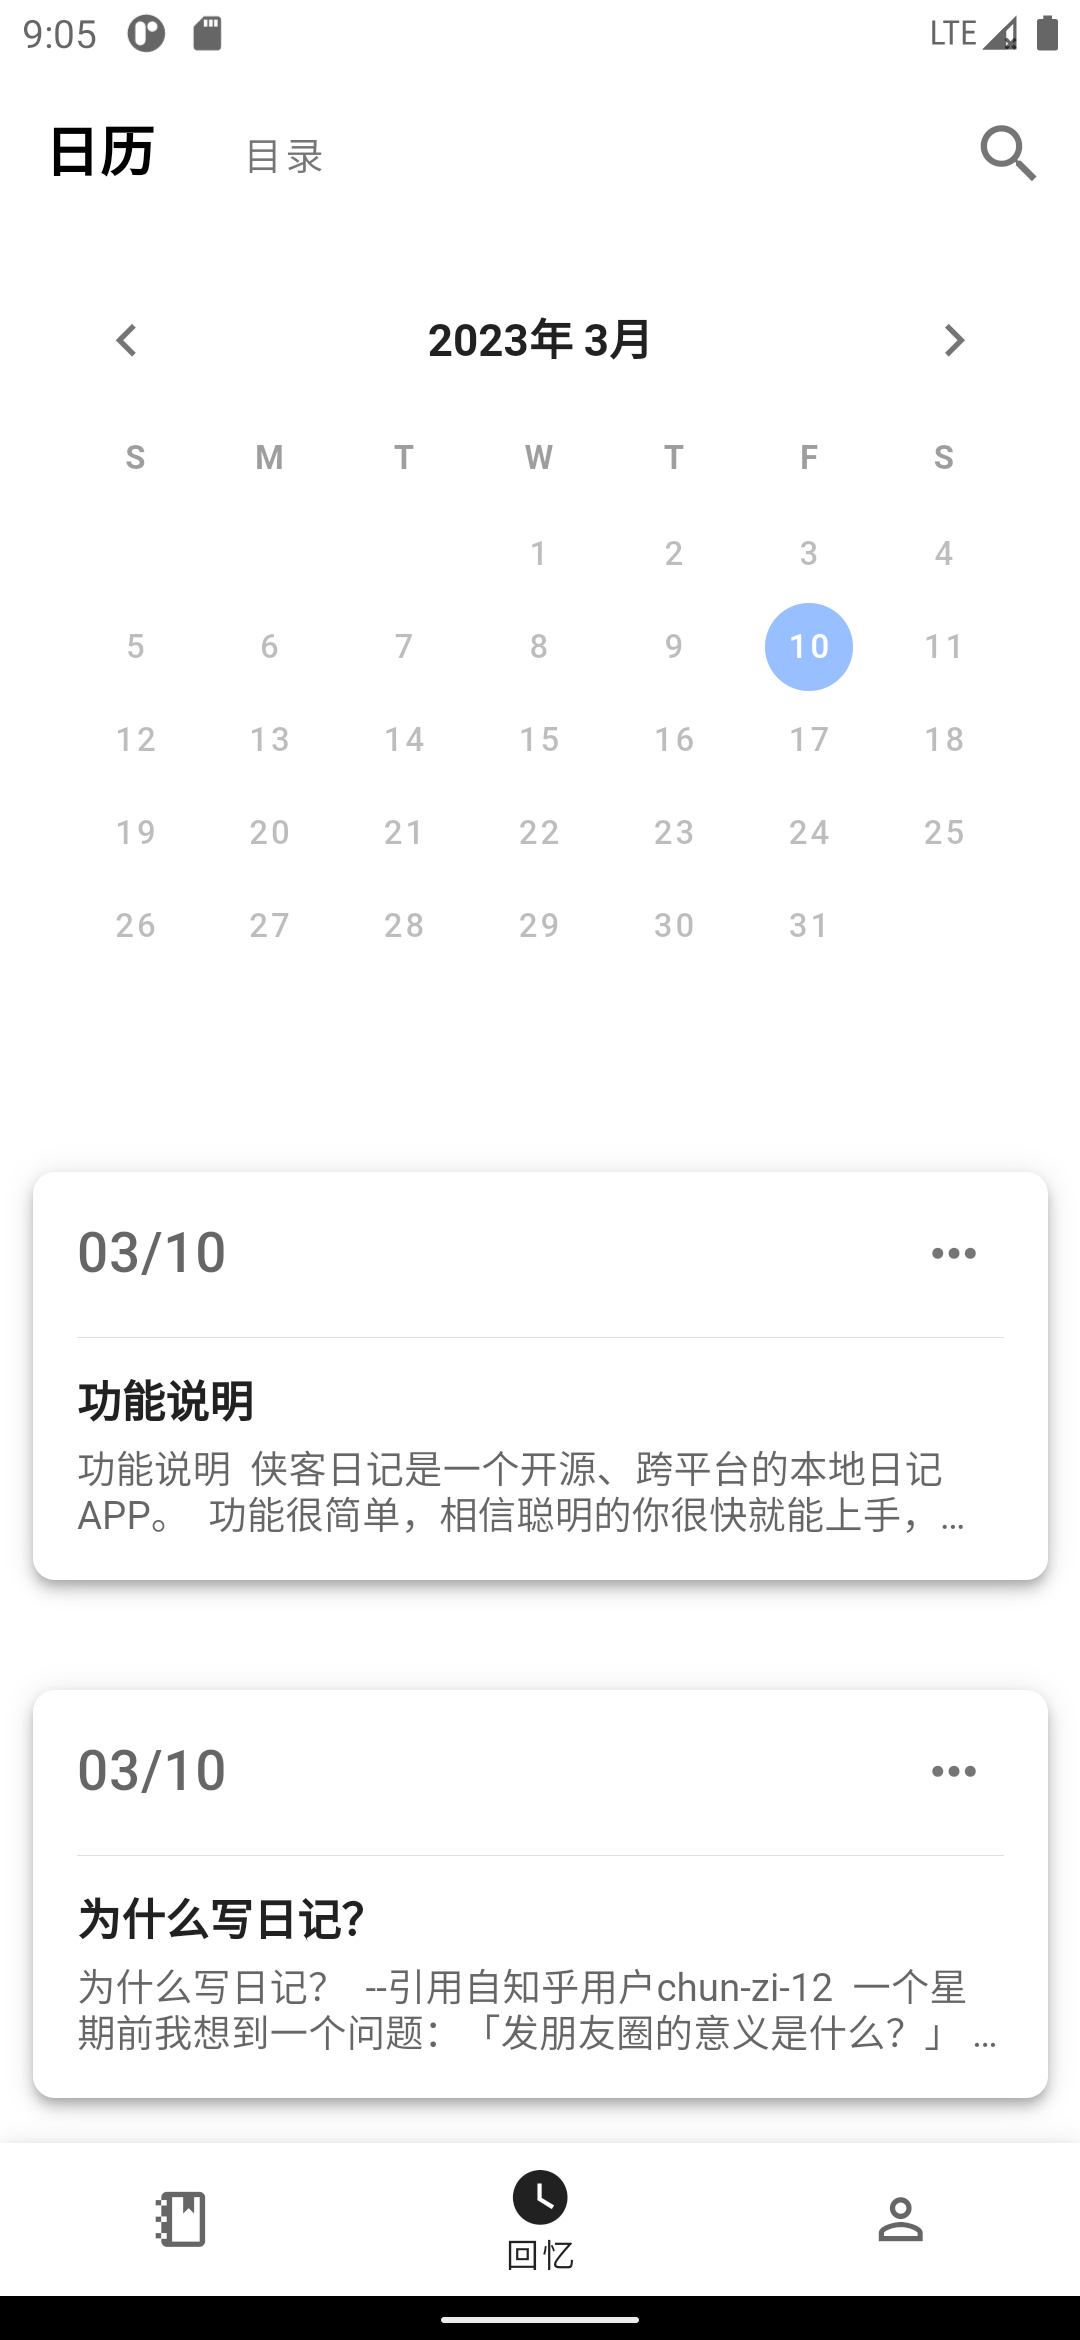 9:05 LTE
日历 目录
2023年 3月
S M T W T F S
1 2 3 4
5 6 7 8 9 10 11
12 13 14 15 16 17 18
19 20 21 22 23 24 25
26 27 28 29 30 31
03/10
功能说明
功能说明 侠客日记是一个开源、跨平台的本地日记
APP。 功能很简单，相信聪明的你很快就能上手，...
03/10
为什么写日记？
为什么写日记？ --引用自知乎用户chun-zi-12 一个星
期前我想到一个问题：「发朋友圈的意义是什么？」 ...
回忆